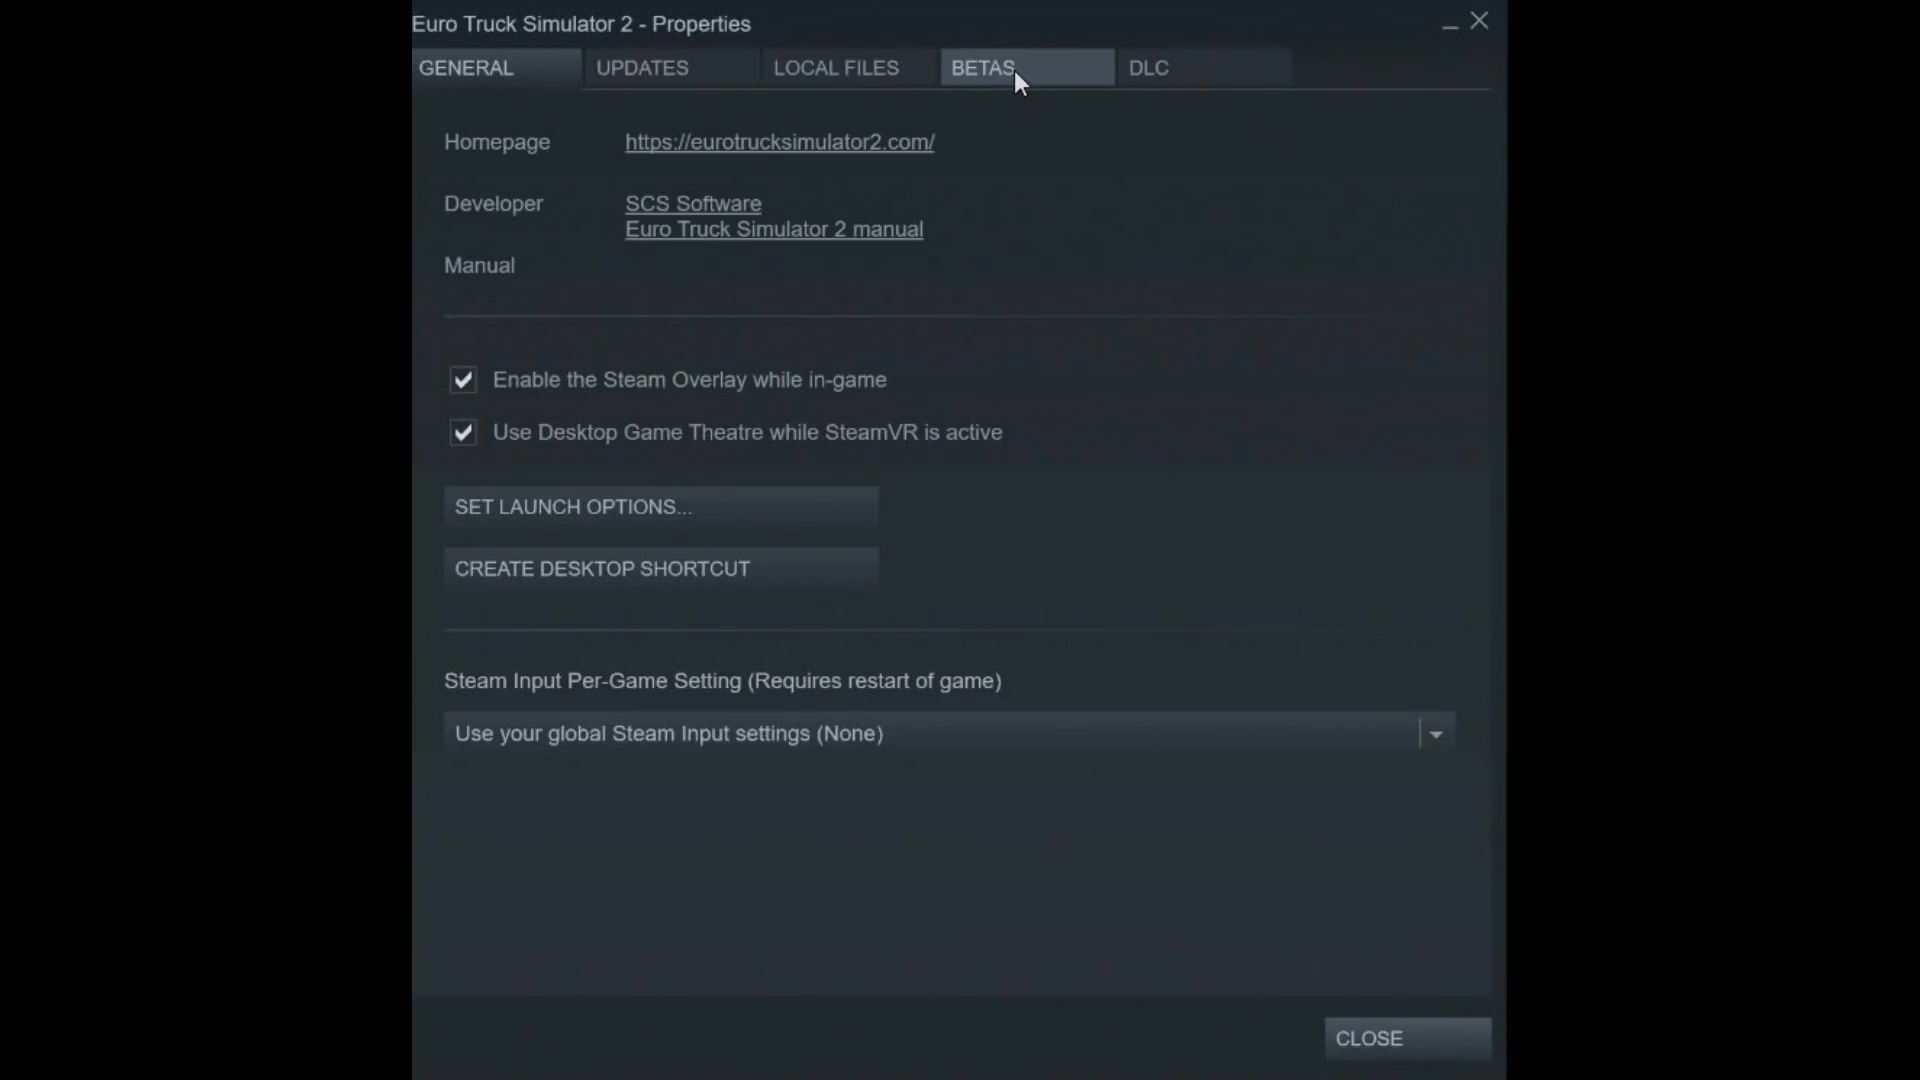 Euro Truck Simulator 2 - Properties
GENERAL UPDATES LOCAL FILES BETAS DLC
Homepage https://eurotrucksimulator2.com/
Developer SCS Software
Euro Truck Simulator 2 manual
Manual
Enable the Steam Overlay while in-game
Use Desktop Game Theatre while SteamVR is active
SET LAUNCH OPTIONS...
CREATE DESKTOP SHORTCUT
Steam Input Per-Game Setting (Requires restart of game)
Use your global Steam Input settings (None)
CLOSE